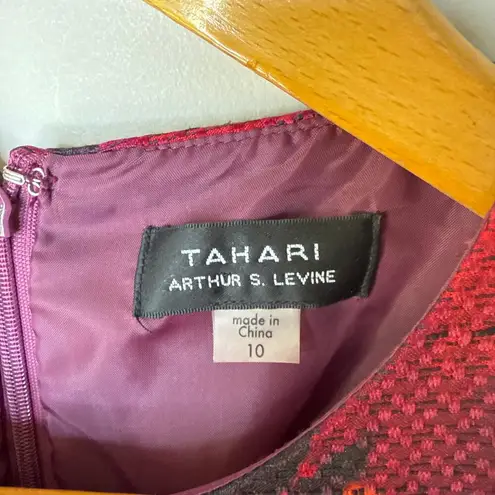 TAHARI
ARTHUR S. LEVINE
made in
China
10